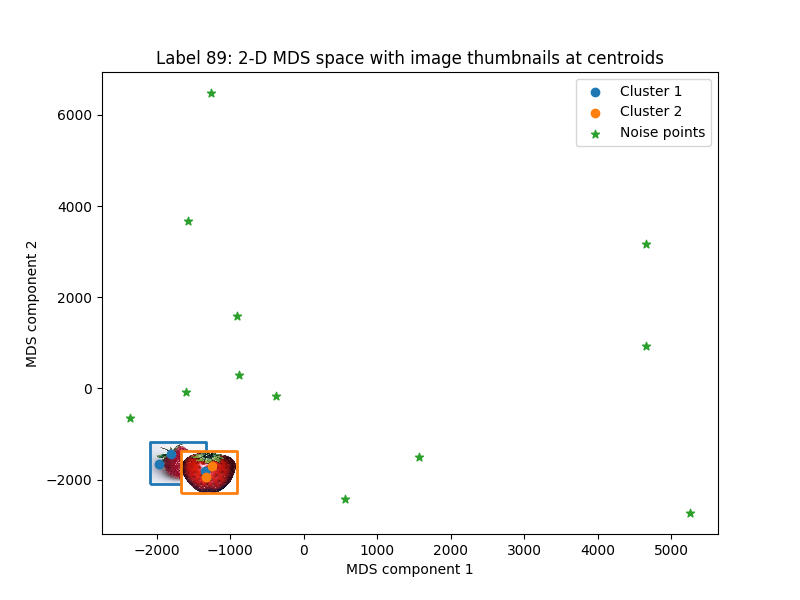 Label 89: 2-D MDS space with image thumbnails at centroids
Cluster 1
Cluster 2
Noise points
6000
4000
2000
0
−2000
MDS component 2
−2000
−1000
0
1000
2000
3000
4000
5000
MDS component 1